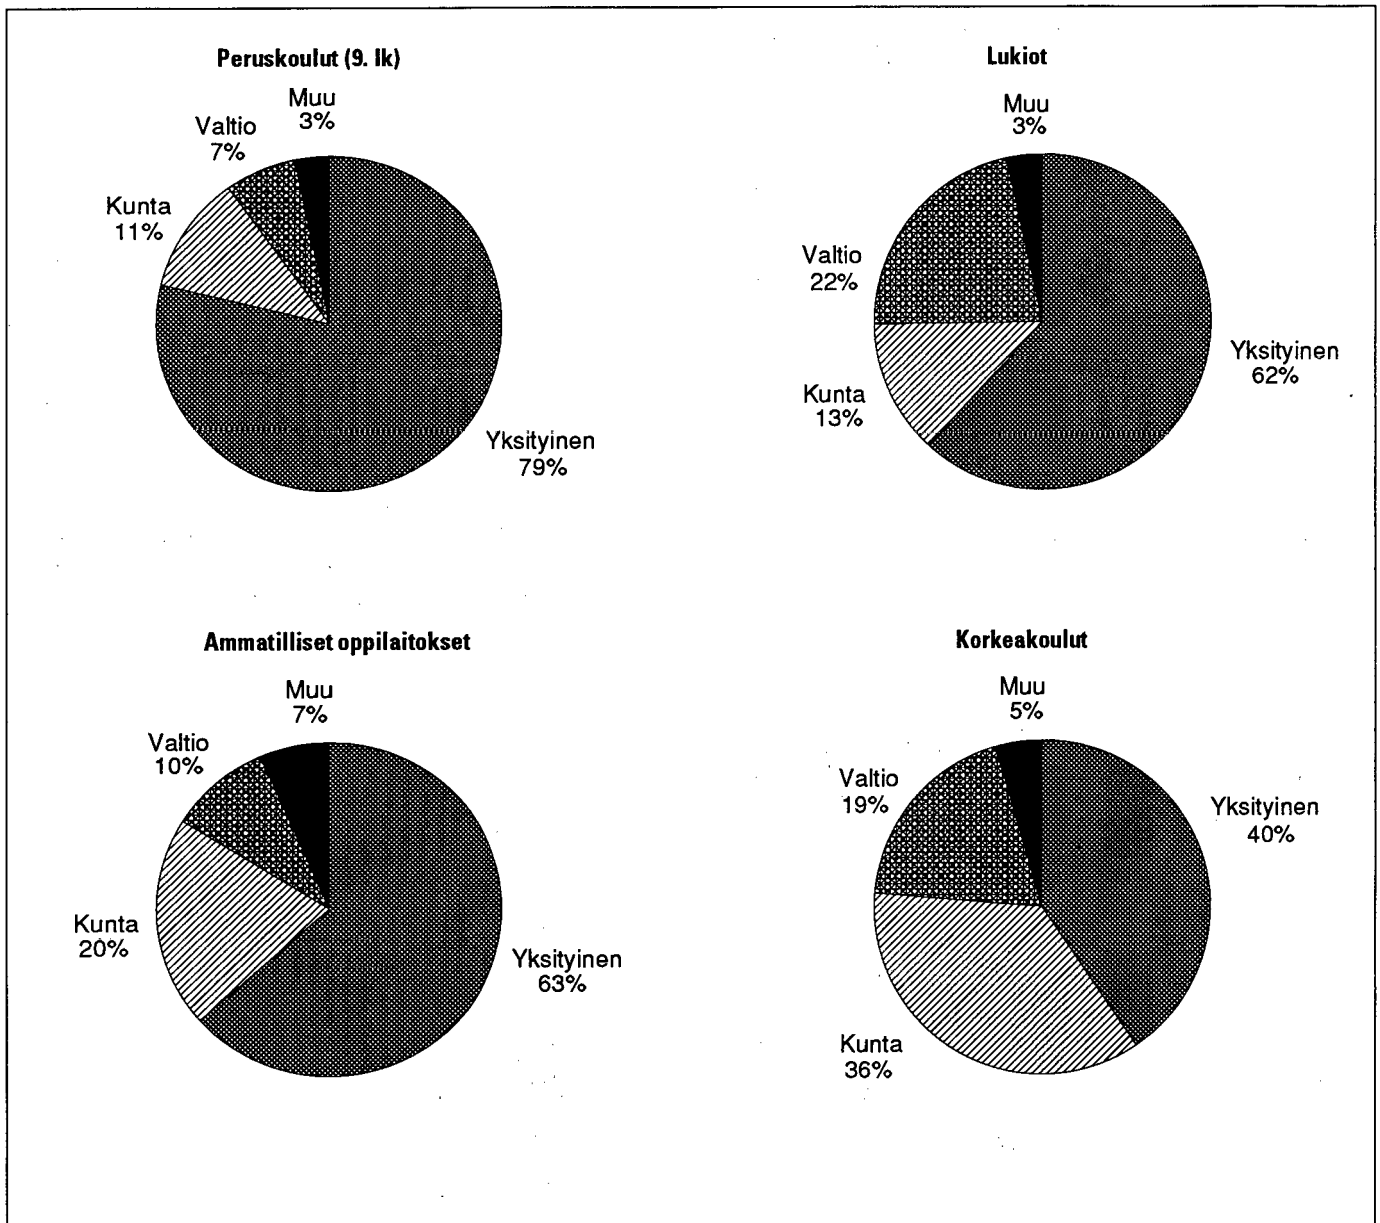 Peruskoulut (9. lk)
Muu
3%
Valtio
7%
Kunta
11%
Yksityinen
79%
Lukiot
Muu
3%
Valtio
22%
Yksityinen
62%
Kunta
13%
Ammatilliset oppilaitokset
Muu
7%
Valtio
10%
Kunta
20%
Yksityinen
63%
Korkeakoulut
Muu
5%
Valtio
19%
Yksityinen
40%
Kunta
36%